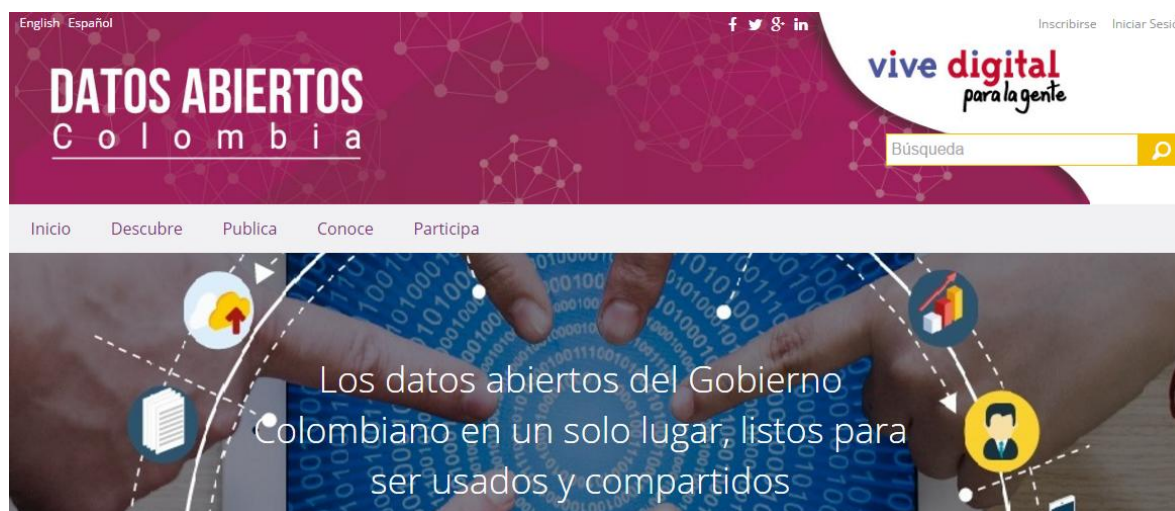 English Español
Inscribirse Iniciar Sesió
DATOS ABIERTOS
Colombia
vive digital
para la gente
Búsqueda
Inicio Descubre Publica Conoce Participa
Los datos abiertos del Gobierno
Colombiano en un solo lugar, listos para
ser usados y compartidos